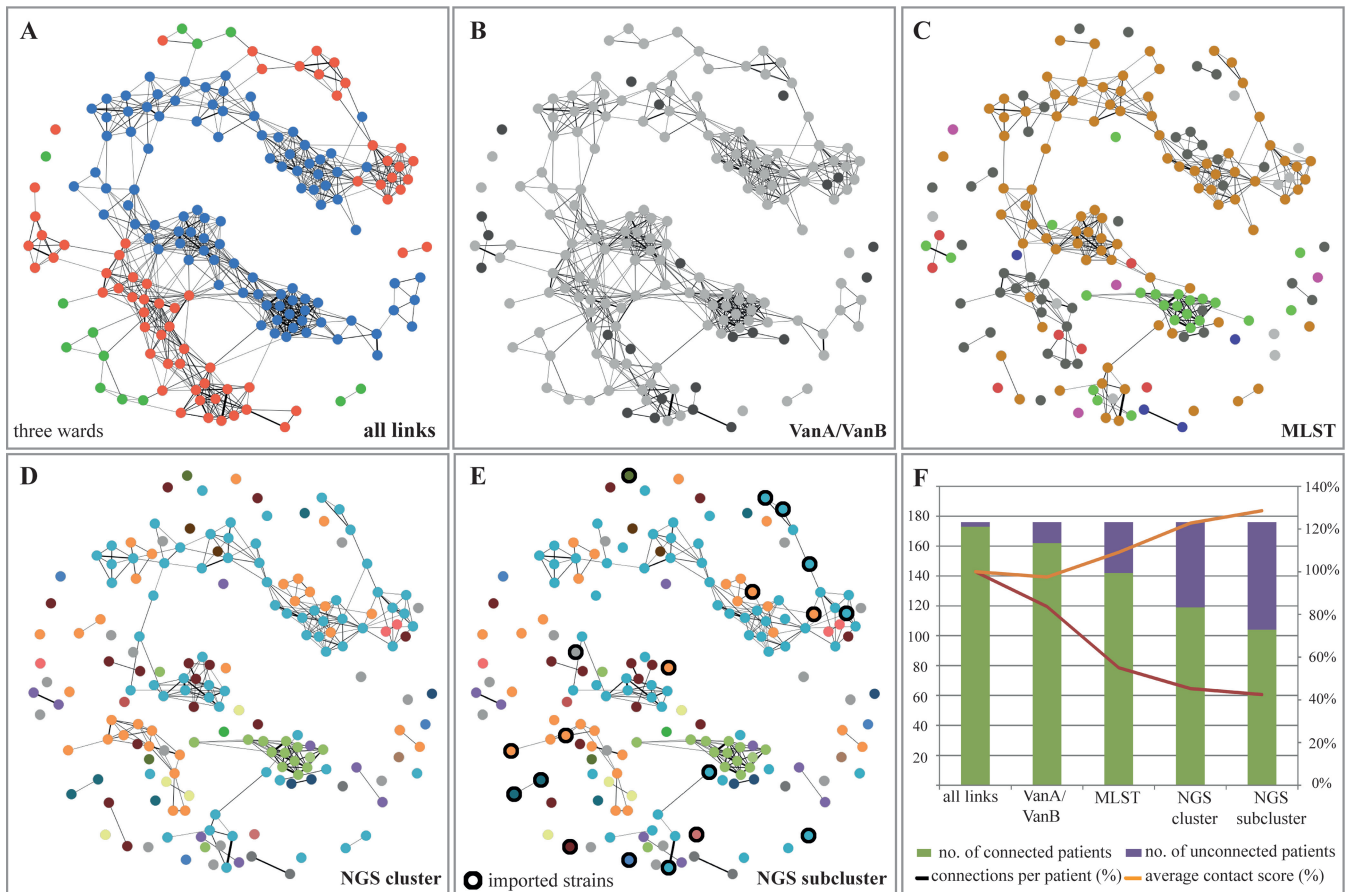 A
three wards
all links
B
VanA/VanB
C
MLST
D
NGS cluster
E
imported strains
NGS subcluster
F
180
160
140
120
100
80
60
40
20
140%
120%
100%
80%
60%
40%
20%
0%
all links
VanA/
VanB
MLST
NGS
cluster
NGS
subcluster
no. of connected patients
no. of unconnected patients
connections per patient (%)
average contact score (%)